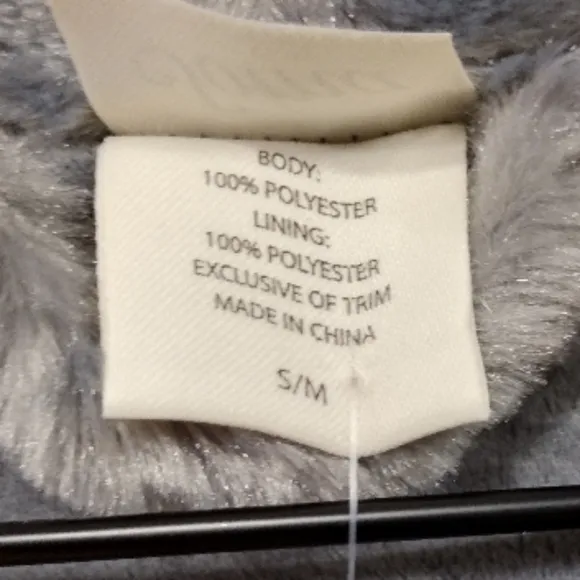 BODY:
100% POLYESTER
LINING:
100% POLYESTER
EXCLUSIVE OF TRIM
MADE IN CHINA
S/M